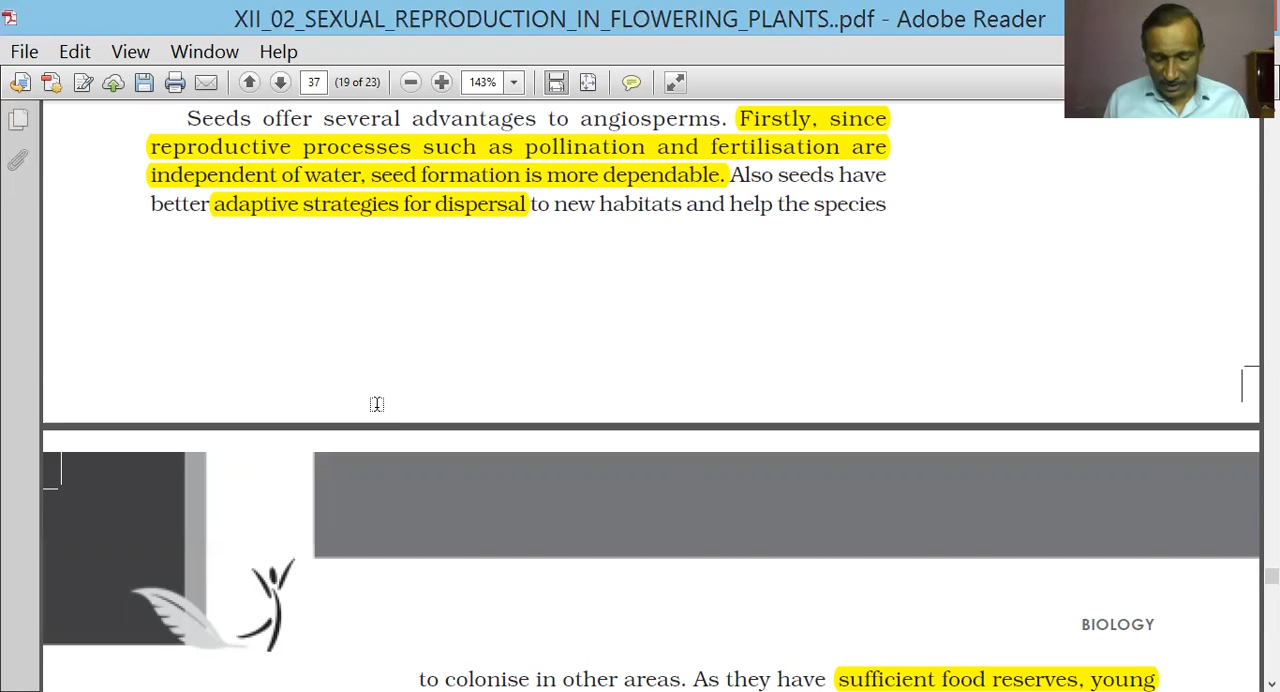 XII_02_SEXUAL_REPRODUCTION_IN_FLOWERING_PLANTS..pdf - Adobe Reader
File Edit View Window Help
37 (19 of 23) 143%
Seeds offer several advantages to angiosperms. Firstly, since
reproductive processes such as pollination and fertilisation are
independent of water, seed formation is more dependable. Also seeds have
better adaptive strategies for dispersal to new habitats and help the species
BIOLOGY
to colonise in other areas. As they have sufficient food reserves, young